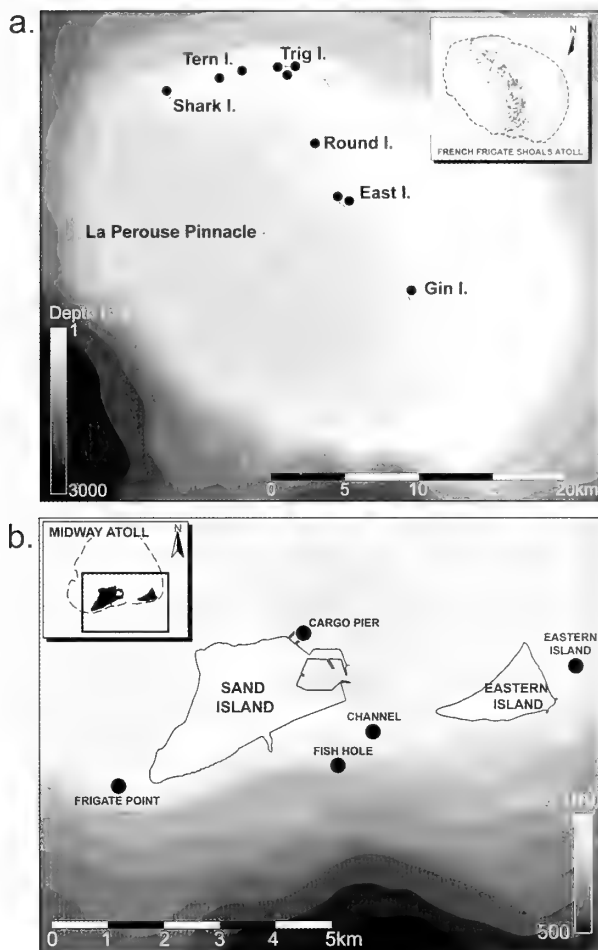 a.
N
FRENCH FRIGATE SHOALS ATOLL
Tern I.
Trig I.
Shark I.
Round I.
East I.
La Perouse Pinnacle
Gin I.
1
3000
0 5 10 20km
b.
MIDWAY ATOLL
N
CARGO PIER
EASTERN
ISLAND
SAND
ISLAND
EASTERN
ISLAND
CHANNEL
FISH HOLE
FRIGATE POINT
500
0 1 2 3 4 5km